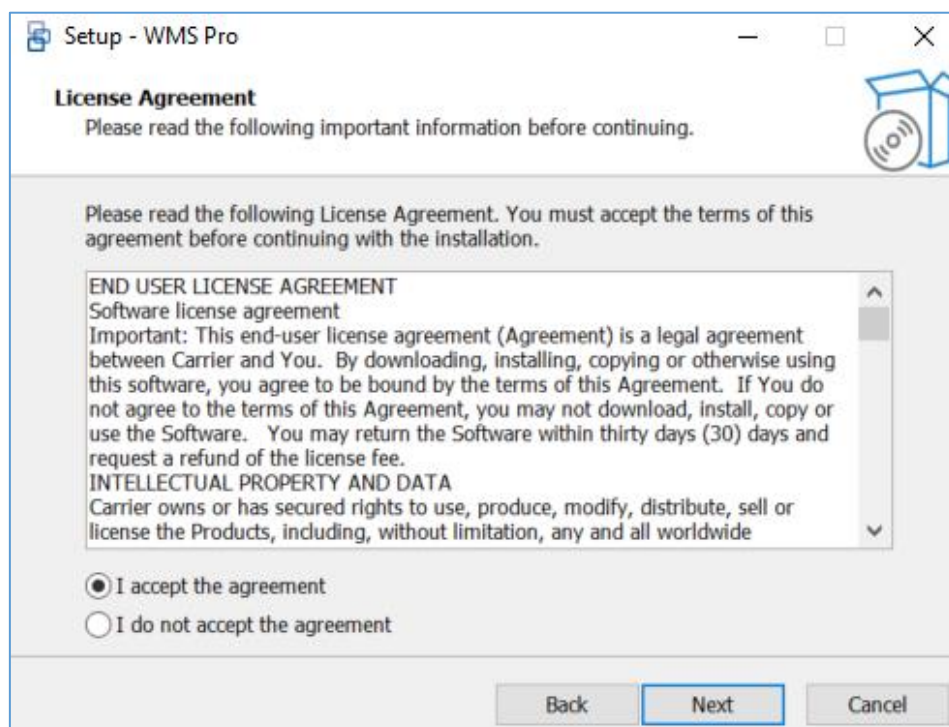 Setup - WMS Pro
License Agreement
Please read the following important information before continuing.
Please read the following License Agreement. You must accept the terms of this
agreement before continuing with the installation.
END USER LICENSE AGREEMENT
Software license agreement
Important: This end-user license agreement (Agreement) is a legal agreement
between Carrier and You.  By downloading, installing, copying or otherwise using
this software, you agree to be bound by the terms of this Agreement.  If You do
not agree to the terms of this Agreement, you may not download, install, copy or
use the Software.   You may return the Software within thirty days (30) days and
request a refund of the license fee.
INTELLECTUAL PROPERTY AND DATA
Carrier owns or has secured rights to use, produce, modify, distribute, sell or
license the Products, including, without limitation, any and all worldwide
I accept the agreement
I do not accept the agreement
Back Next Cancel